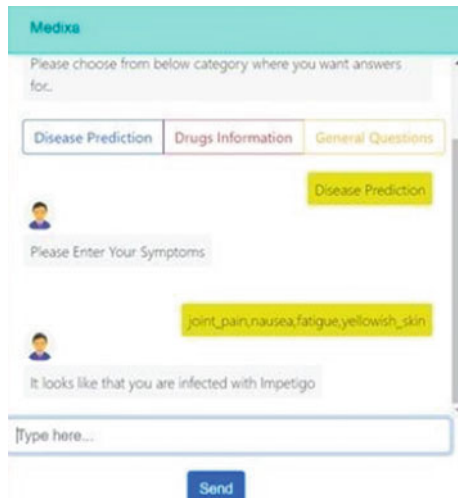 Medixa
Please choose from below category where you want answers
for..
Disease Prediction Drugs Information General Questions
Disease Prediction
Please Enter Your Symptoms
joint_pain,nausea,fatigue,yellowish_skin
It looks like that you are infected with Impetigo
Type here...
Send